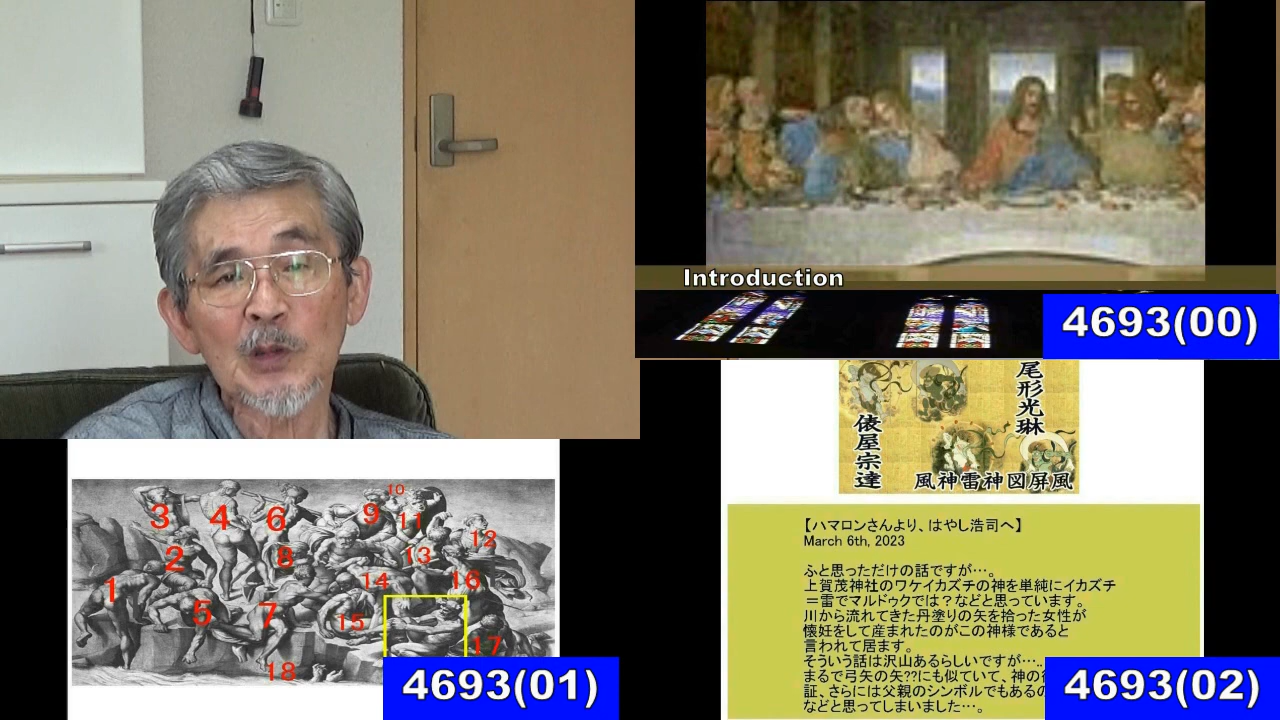 Introduction
4693(00)
3
4
6
9
10
11
12
2
8
13
1
14
16
5
7
15
17
18
4693(01)
尾形光琳
俵屋宗達
風神雷神図屏風
【ハマロンさんより、はやし浩司へ】
March 6th, 2023
ふと思っただけの話ですが…。
上賀茂神社のワケイカズチの神を単純にイカズチ
=雷でマルドゥクでは?などと思っています。
川から流れてきた丹塗りの矢を拾った女性が
懐妊をして産まれたのがこの神様であると
言われて居ます。
そういう話は沢山あるらしいですが…..
まるで弓矢の矢??にも似ていて、神の
証、さらには父親のシンボルでもあるの
などと思ってしまいました…。
4693(02)